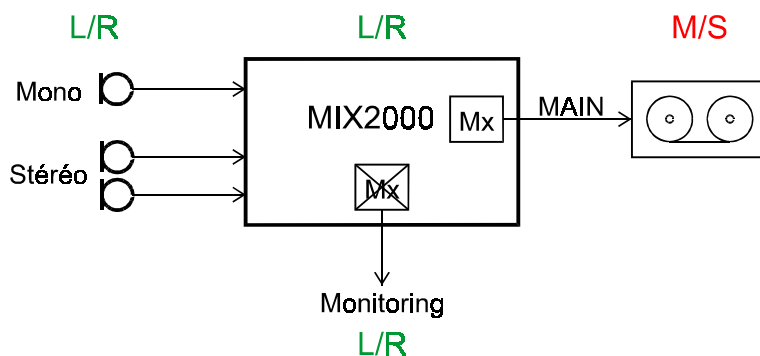 L/R
L/R
M/S
Mono
Stéréo
MIX2000
Mx
MAIN
Mx
Monitoring
L/R